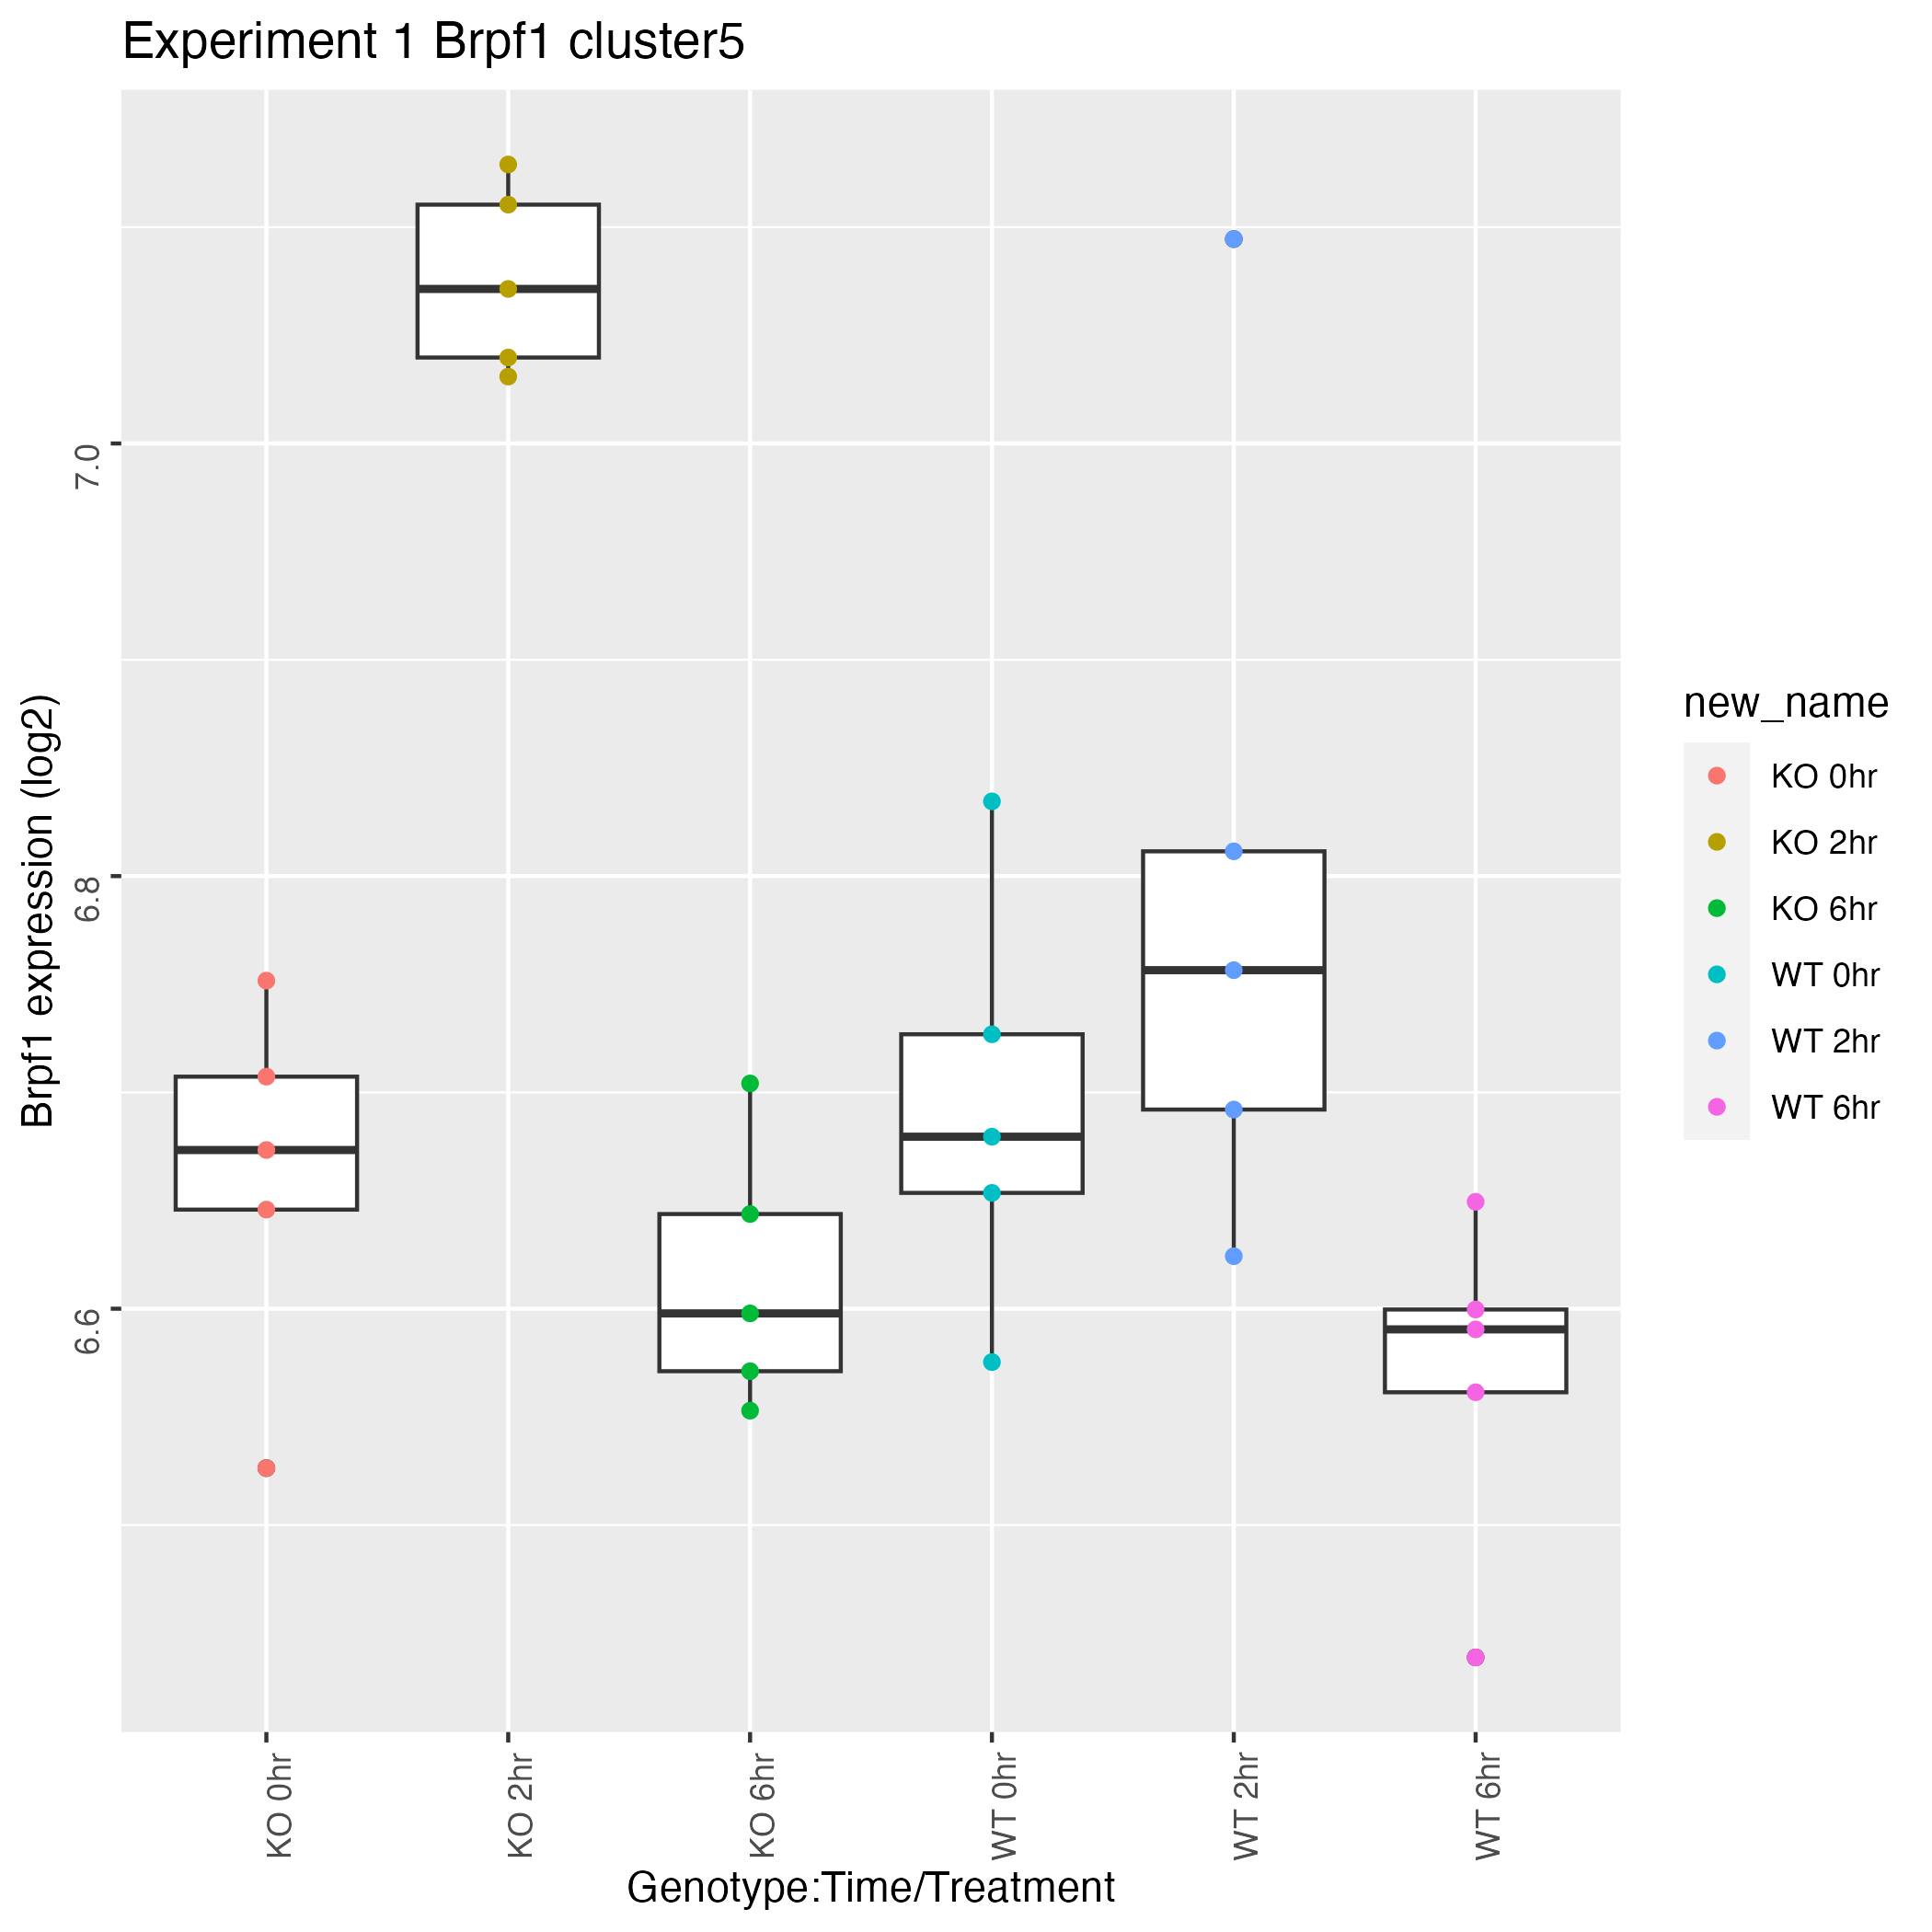 Experiment 1 Brpf1 cluster5
Brpf1 expression (log2)
7.0
6.8
6.6
KO 0hr
KO 2hr
KO 6hr
WT 0hr
WT 2hr
WT 6hr
Genotype:Time/Treatment
new_name
KO 0hr
KO 2hr
KO 6hr
WT 0hr
WT 2hr
WT 6hr